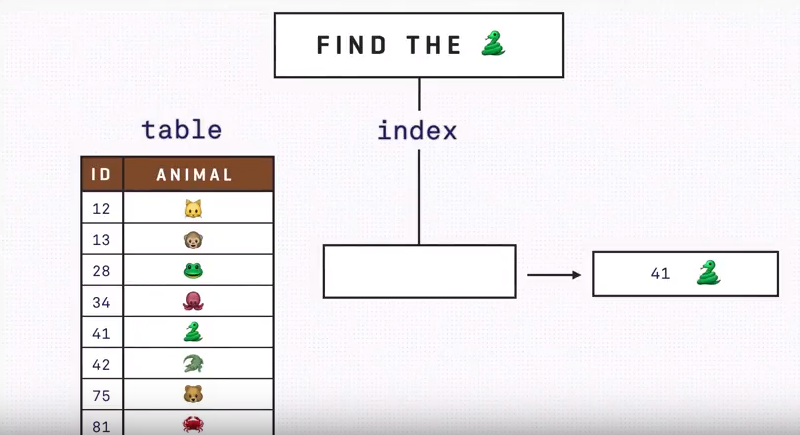 FIND THE 🐍
table
index
ID ANIMAL
12 🐱
13 🐵
28 🐸
34 🐙
41 🐍
42 🐊
75 🐻
81 🦀
41 🐍